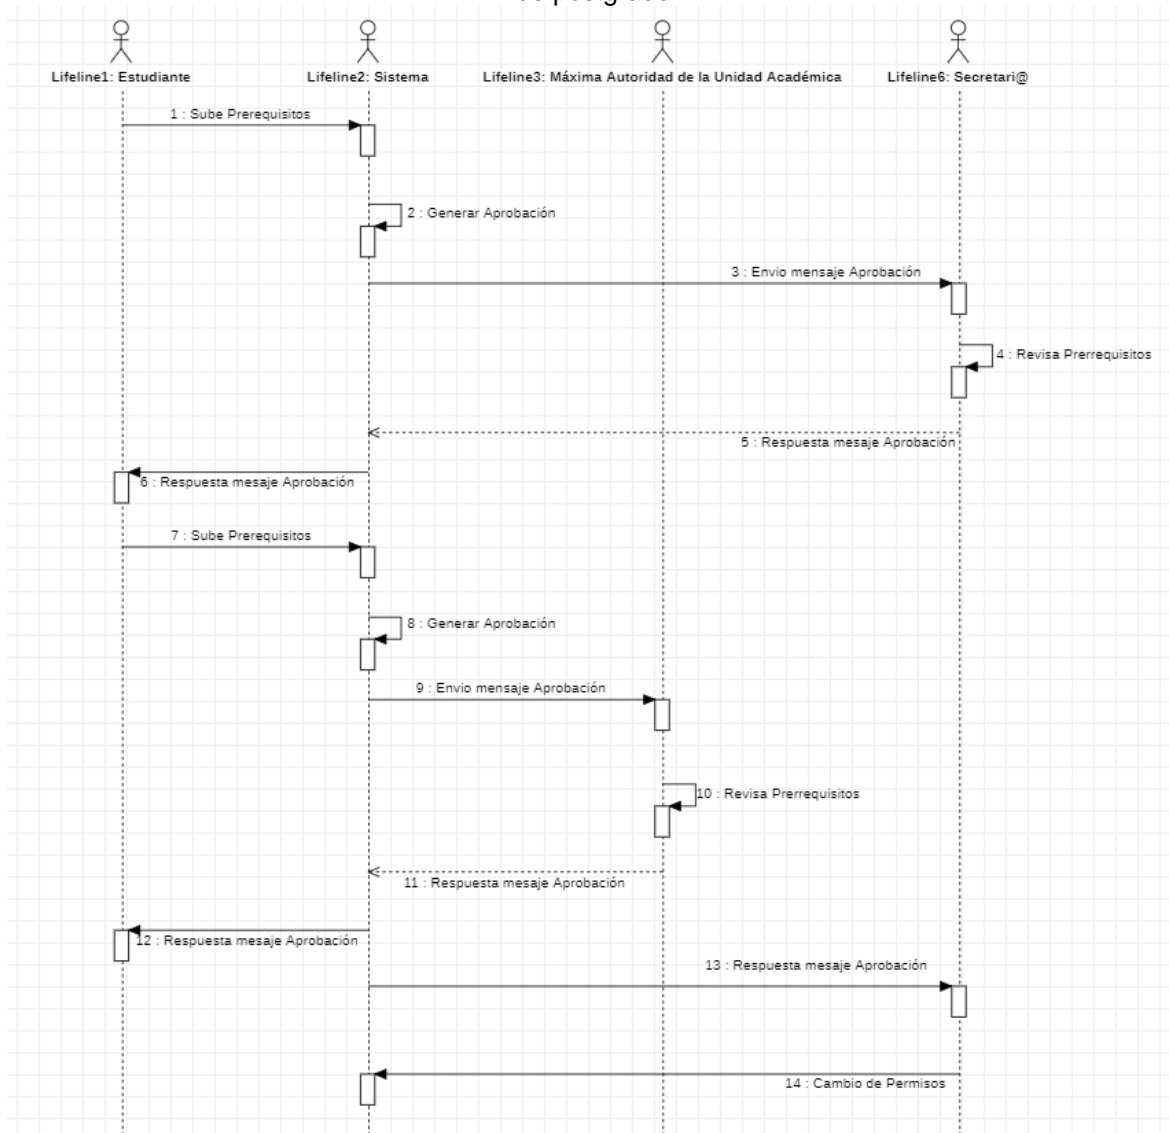 Lifeline1: Estudiante
Lifeline2: Sistema
Lifeline3: Máxima Autoridad de la Unidad Académica
Lifeline6: Secretari@
1 : Sube Prerequisitos
2 : Generar Aprobación
3 : Envio mensaje Aprobación
4 : Revisa Prerrequisitos
5 : Respuesta mesaje Aprobación
6 : Respuesta mesaje Aprobación
7 : Sube Prerequisitos
8 : Generar Aprobación
9 : Envio mensaje Aprobación
10 : Revisa Prerrequisitos
11 : Respuesta mesaje Aprobación
12 : Respuesta mesaje Aprobación
13 : Respuesta mesaje Aprobación
14 : Cambio de Permisos